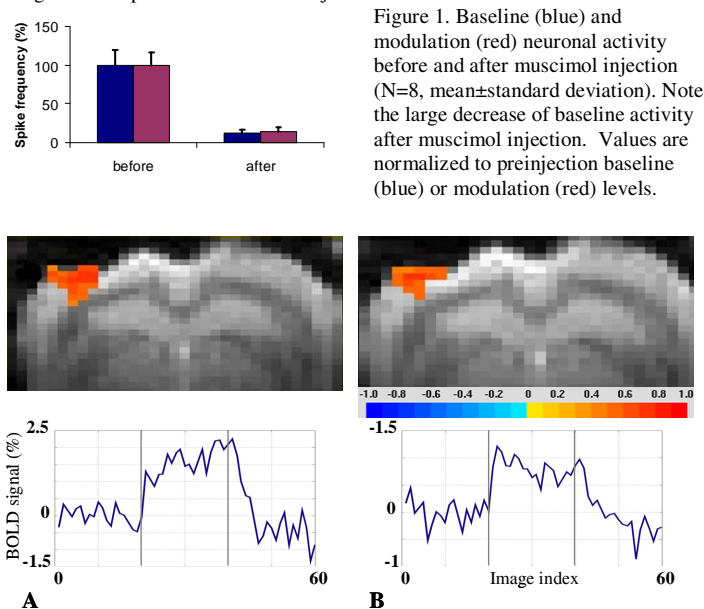 150
100
50
0
Spike frequency (%)
before
after
Figure 1. Baseline (blue) and
modulation (red) neuronal activity
before and after muscimol injection
(N=8, mean±standard deviation). Note
the large decrease of baseline activity
after muscimol injection.  Values are
normalized to preinjection baseline
(blue) or modulation (red) levels.
-1.0 -0.8 -0.6 -0.4 -0.2 0 0.2 0.4 0.6 0.8 1.0
2.5
0
-1.5
BOLD signal (%)
0
60
A
-1.5
0
-1
0
Image index
60
B